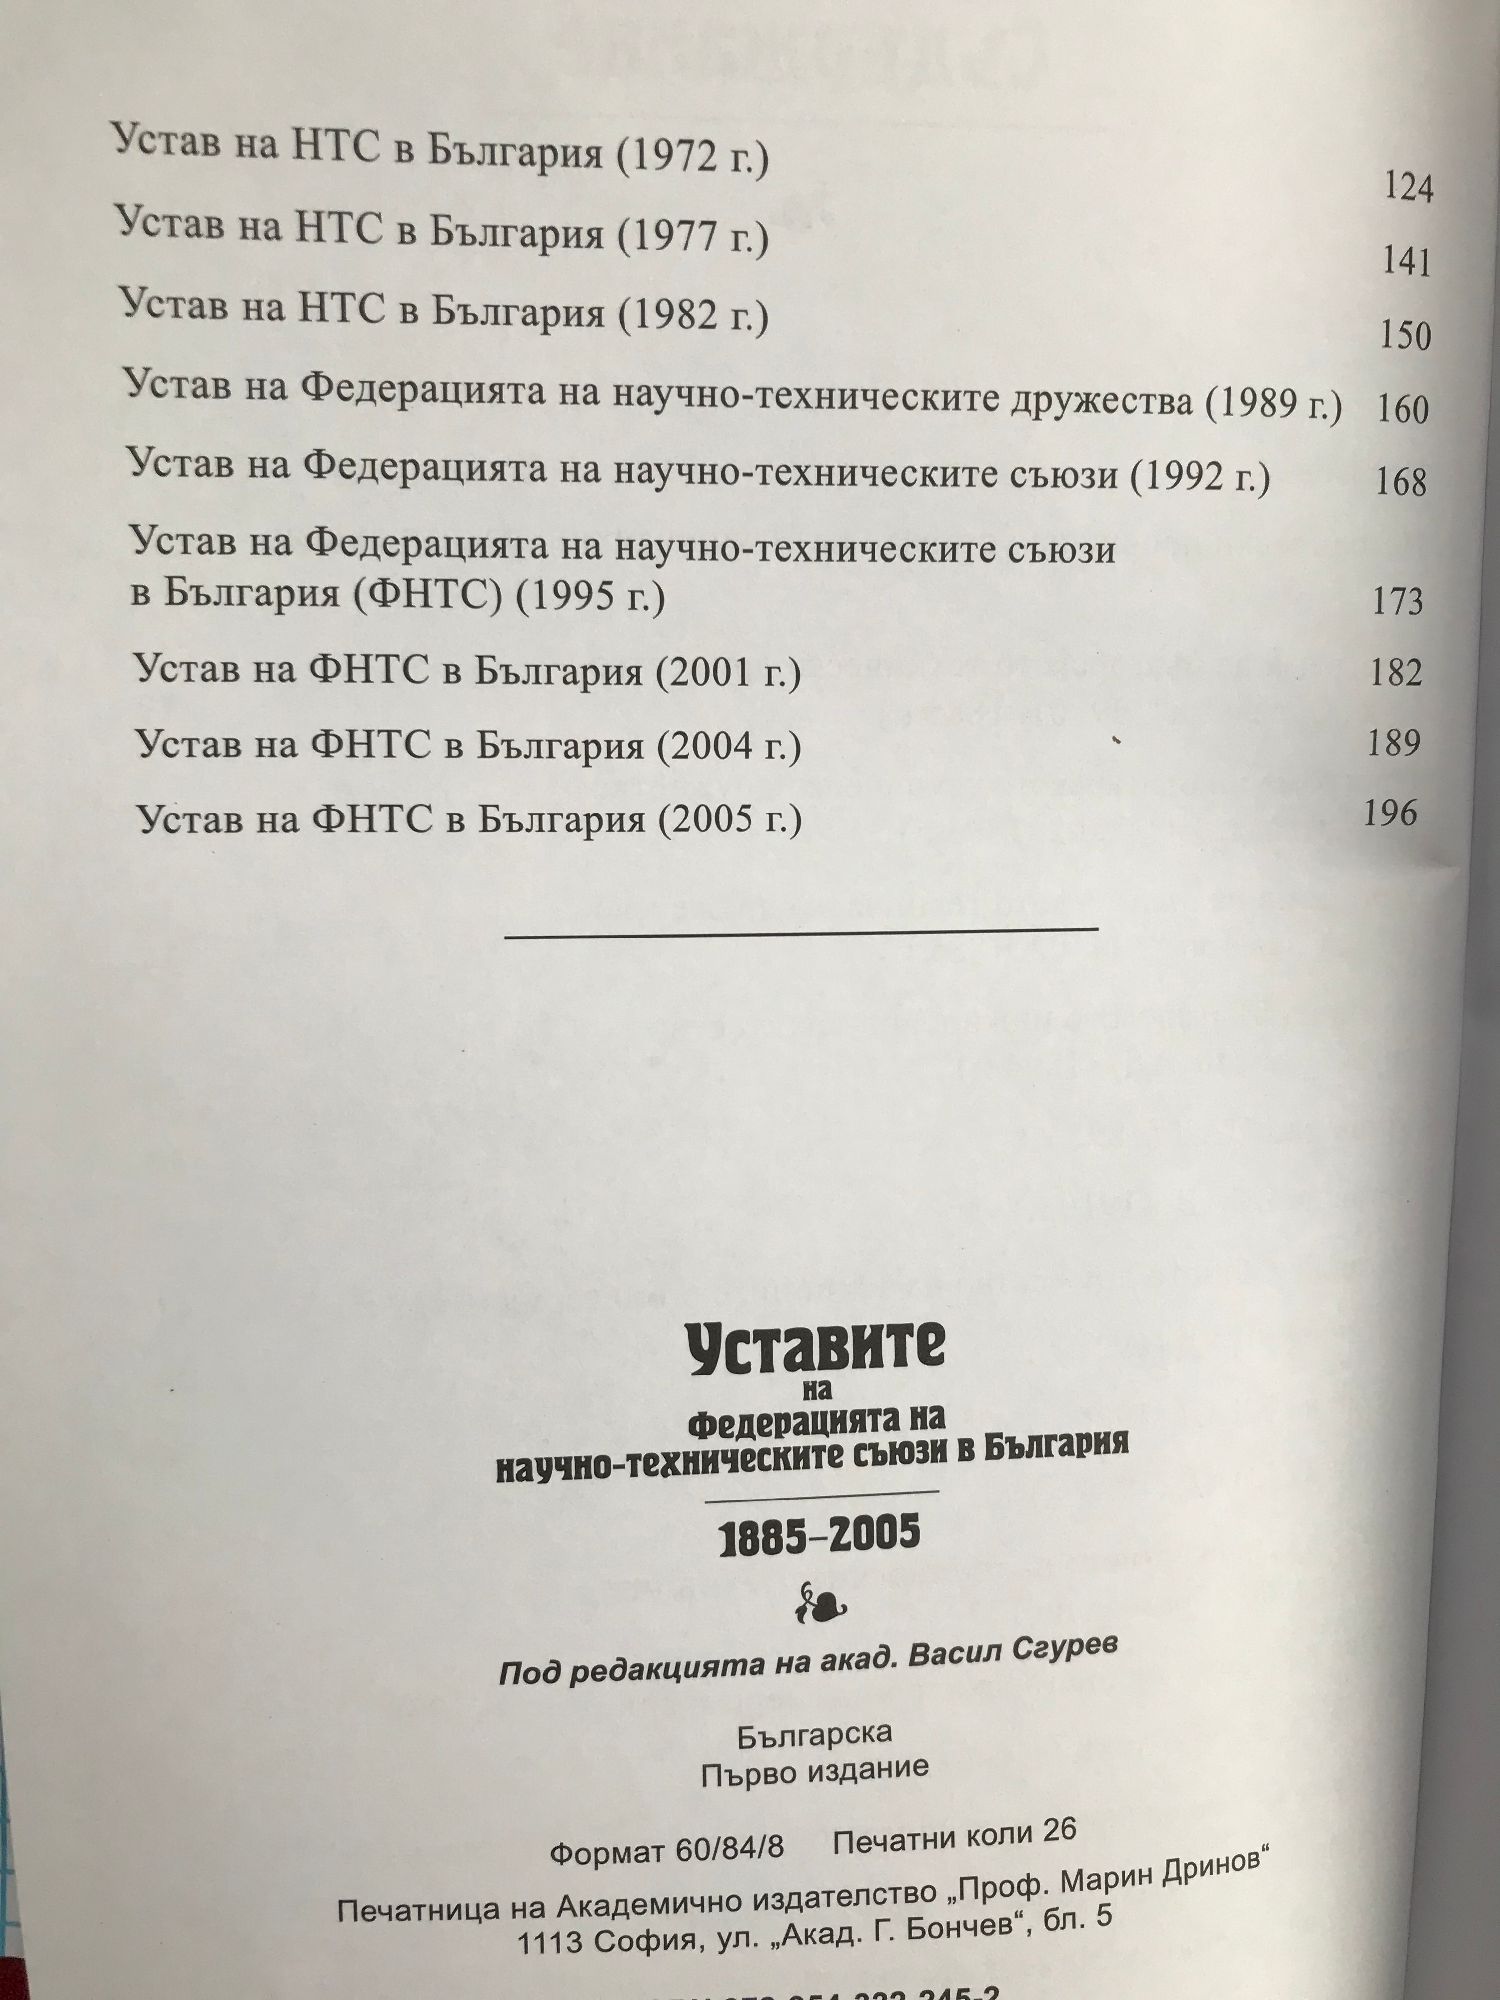 Устав на НТС в България (1972 г.) 124
Устав на НТС в България (1977 г.) 141
Устав на НТС в България (1982 г.) 150
Устав на Федерацията на научно-техническите дружества (1989 г.) 160
Устав на Федерацията на научно-техническите съюзи (1992 г.) 168
Устав на Федерацията на научно-техническите съюзи
в България (ФНТС) (1995 г.) 173
Устав на ФНТС в България (2001 г.) 182
Устав на ФНТС в България (2004 г.) 189
Устав на ФНТС в България (2005 г.) 196
Уставите
на
Федерацията на
научно-техническите съюзи в България
1885–2005
Под редакцията на акад. Васил Сгурев
Българска
Първо издание
Формат 60/84/8 Печатни коли 26
Печатница на Академично издателство „Проф. Марин Дринов“
1113 София, ул. „Акад. Г. Бончев“, бл. 5
245-2